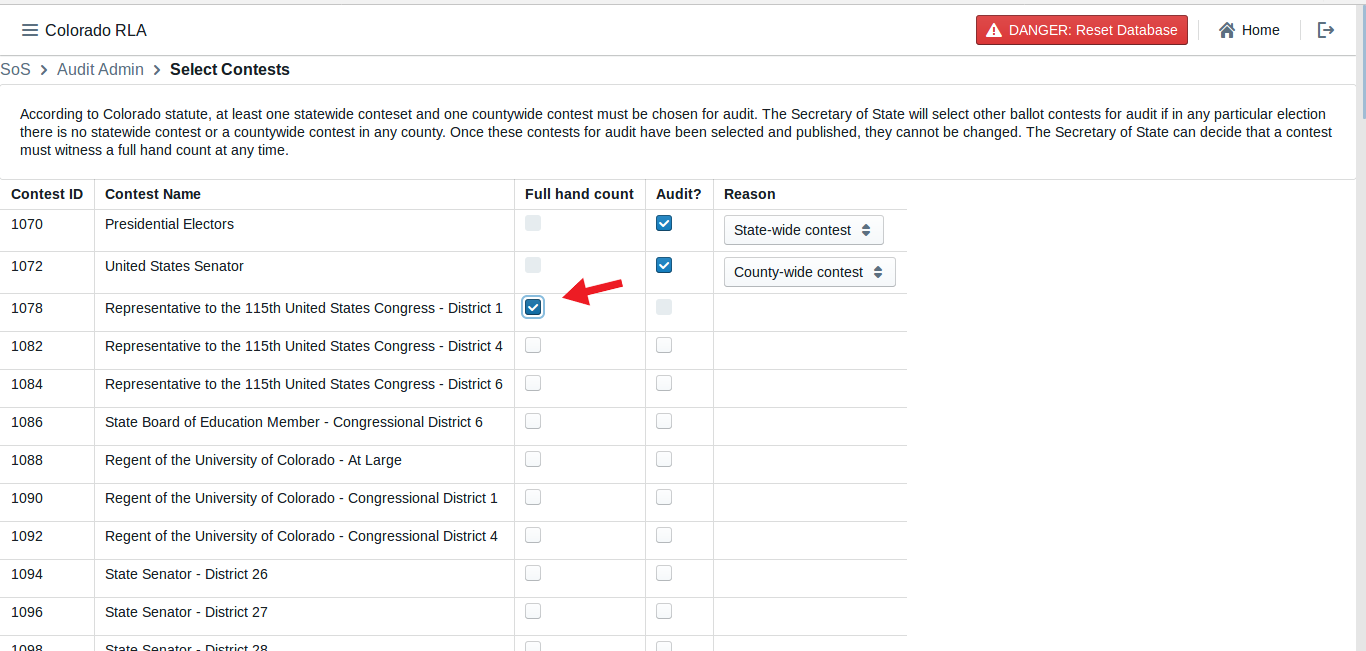 Colorado RLA
DANGER: Reset Database
Home
SoS > Audit Admin > Select Contests
According to Colorado statute, at least one statewide conteset and one countywide contest must be chosen for audit. The Secretary of State will select other ballot contests for audit if in any particular election
there is no statewide contest or a countywide contest in any county. Once these contests for audit have been selected and published, they cannot be changed. The Secretary of State can decide that a contest
must witness a full hand count at any time.
Contest ID Contest Name Full hand count Audit? Reason
1070 Presidential Electors State-wide contest
1072 United States Senator County-wide contest
1078 Representative to the 115th United States Congress - District 1
1082 Representative to the 115th United States Congress - District 4
1084 Representative to the 115th United States Congress - District 6
1086 State Board of Education Member - Congressional District 6
1088 Regent of the University of Colorado - At Large
1090 Regent of the University of Colorado - Congressional District 1
1092 Regent of the University of Colorado - Congressional District 4
1094 State Senator - District 26
1096 State Senator - District 27
1098 State Senator - District 28